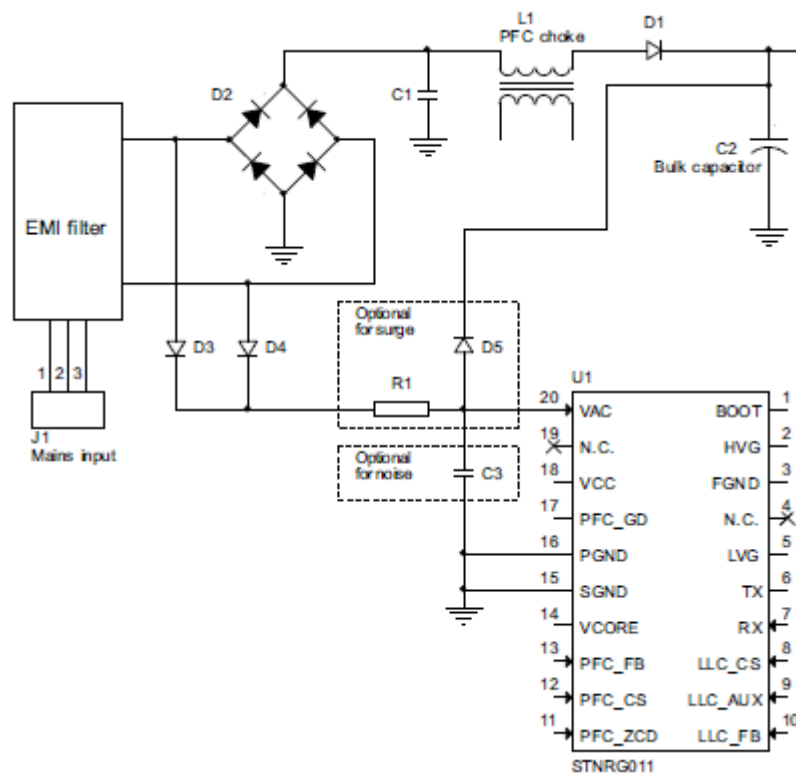 L1
PFC choke
D1
D2
C1
C2
Bulk capacitor
EMI filter
Optional
for surge
D3
D4
D5
R1
1
2
3
J1
Mains input
Optional
for noise
C3
U1
20
VAC
BOOT
1
19
N.C.
HVG
2
18
VCC
FGND
3
17
PFC_GD
N.C.
4
16
PGND
LVG
5
15
SGND
TX
6
14
VCORE
RX
7
13
PFC_FB
LLC_CS
8
12
PFC_CS
LLC_AUX
9
11
PFC_ZCD
LLC_FB
10
STNRG011